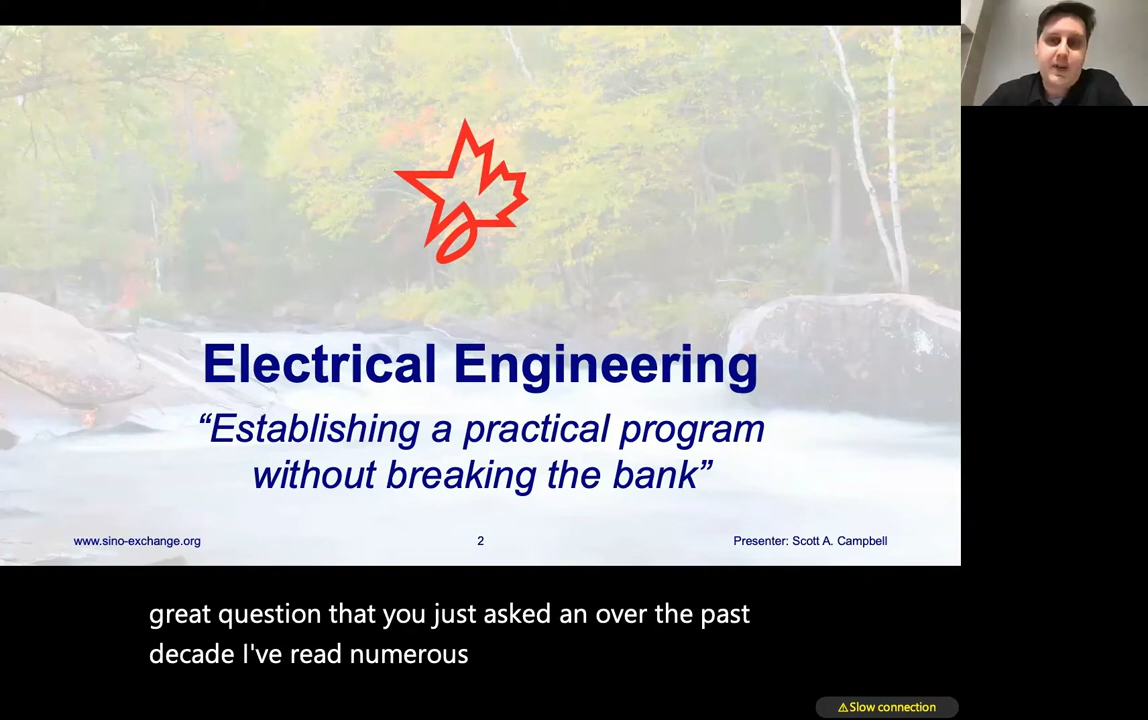 Electrical Engineering
“Establishing a practical program
without breaking the bank”
www.sino-exchange.org
2
Presenter: Scott A. Campbell
great question that you just asked an over the past
decade I've read numerous
⚠Slow connection